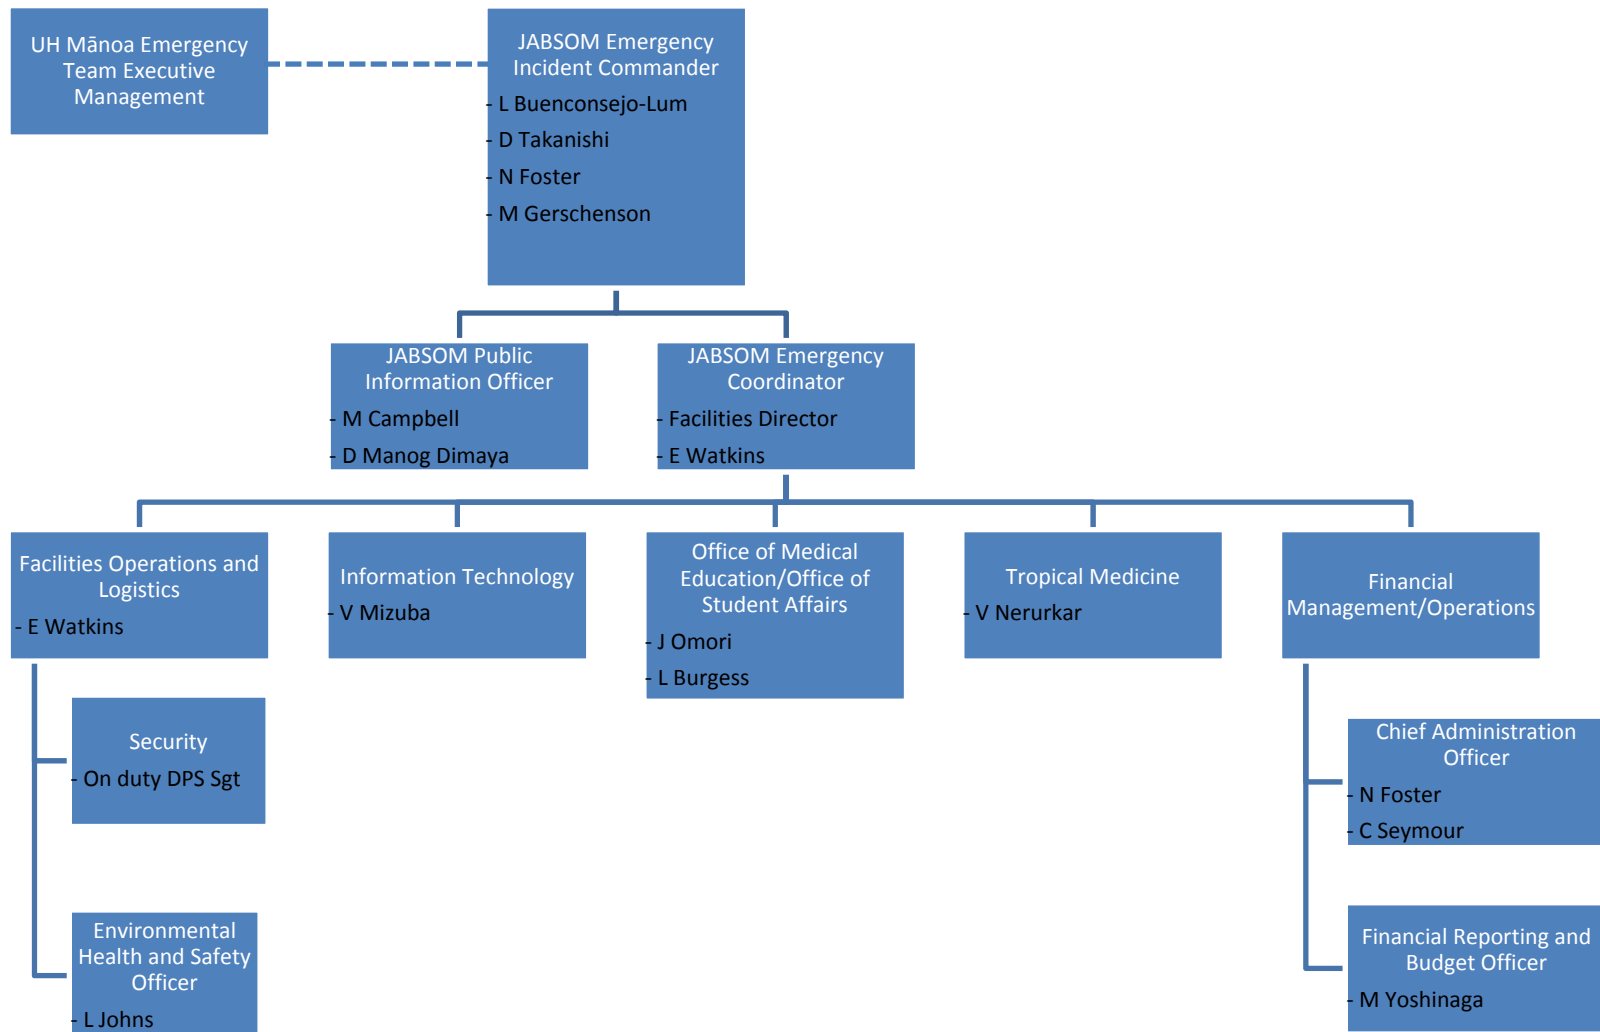 UH Mānoa Emergency
Team Executive
Management
JABSOM Emergency
Incident Commander
- L Buenconsejo-Lum
- D Takanishi
- N Foster
- M Gerschenson
JABSOM Public
Information Officer
- M Campbell
- D Manog Dimaya
JABSOM Emergency
Coordinator
- Facilities Director
- E Watkins
Facilities Operations and
Logistics
- E Watkins
Information Technology
- V Mizuba
Office of Medical
Education/Office of
Student Affairs
- J Omori
- L Burgess
Tropical Medicine
- V Nerurkar
Financial
Management/Operations
Security
- On duty DPS Sgt
Environmental
Health and Safety
Officer
- L Johns
Chief Administration
Officer
- N Foster
- C Seymour
Financial Reporting and
Budget Officer
- M Yoshinaga